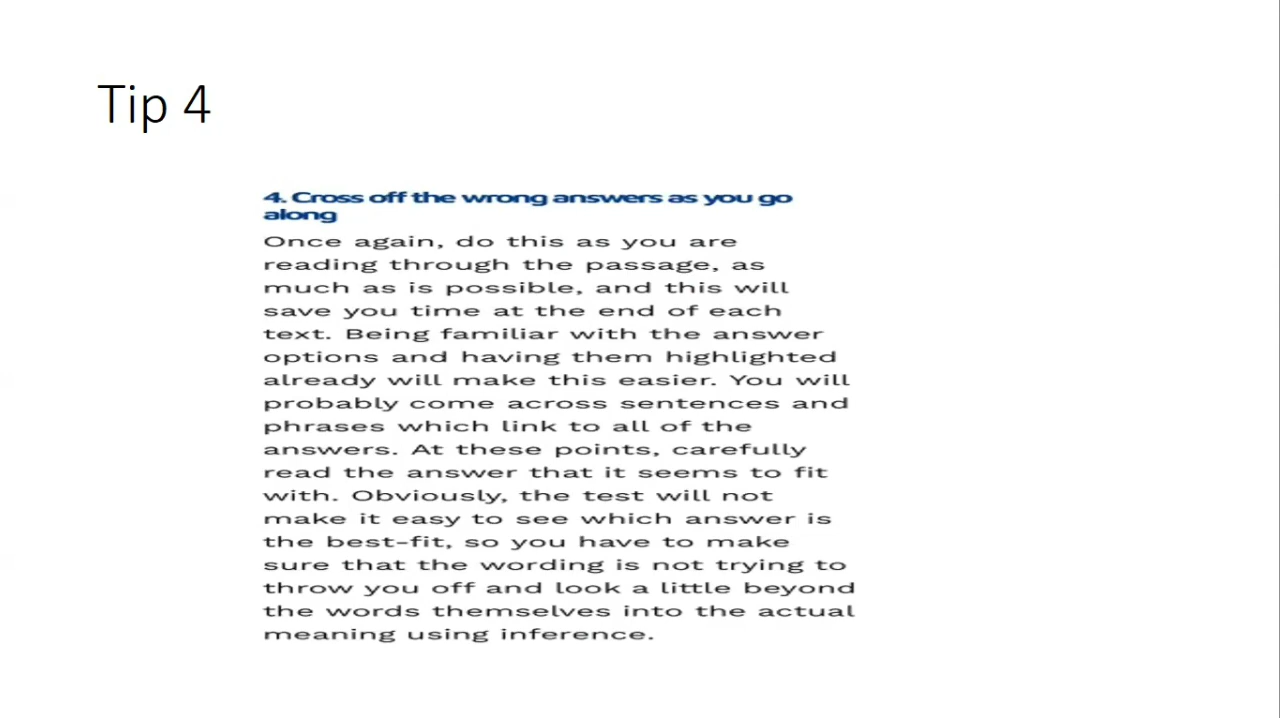 Tip 4
4. Cross off the wrong answers as you go
along
Once again, do this as you are
reading through the passage, as
much as is possible, and this will
save you time at the end of each
text. Being familiar with the answer
options and having them highlighted
already will make this easier. You will
probably come across sentences and
phrases which link to all of the
answers. At these points, carefully
read the answer that it seems to fit
with. Obviously, the test will not
make it easy to see which answer is
the best-fit, so you have to make
sure that the wording is not trying to
throw you off and look a little beyond
the words themselves into the actual
meaning using inference.